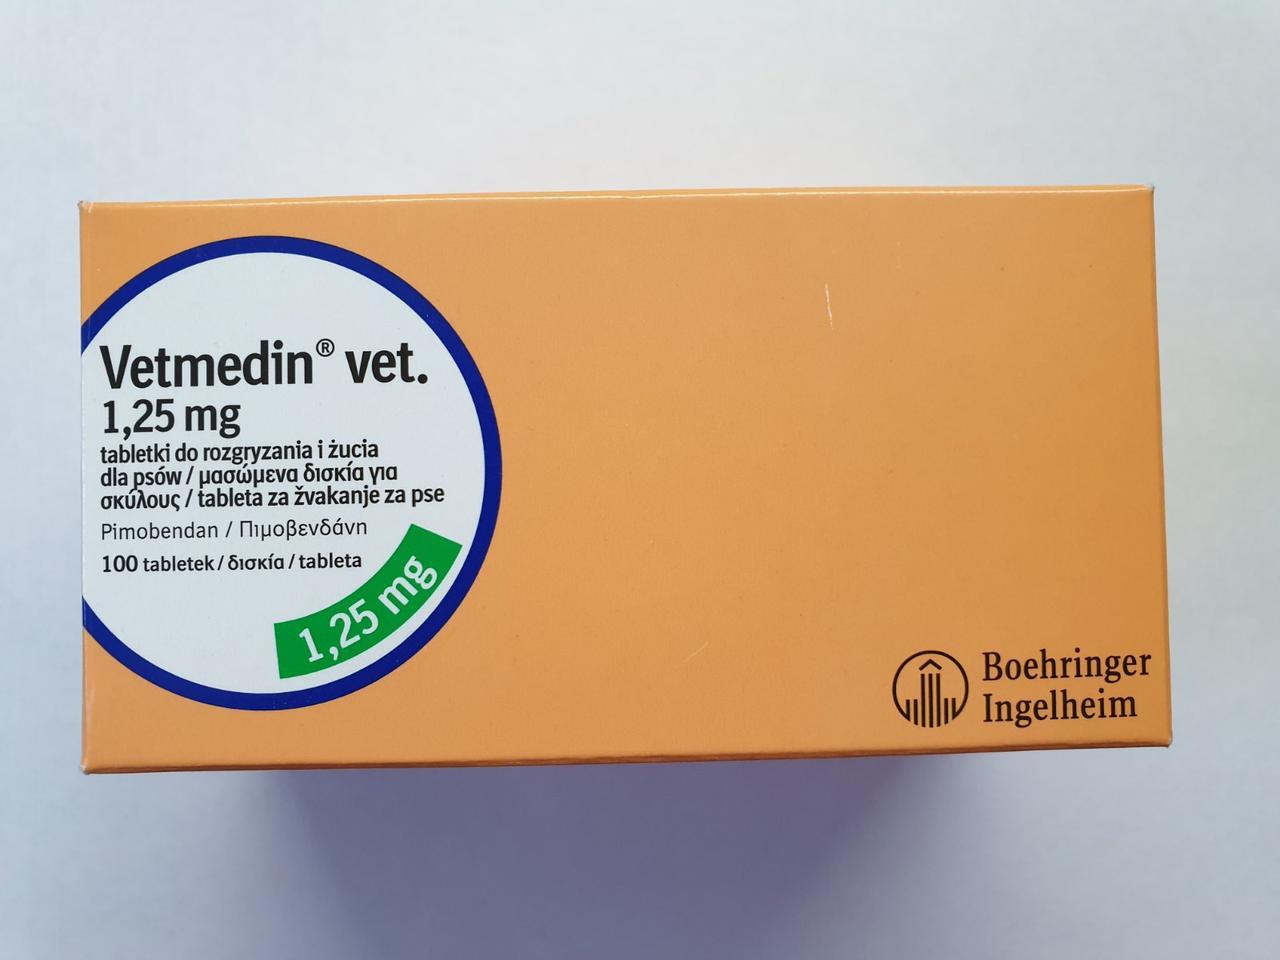 Vetmedin® vet.
1,25 mg
tabletki do rozgryzania i żucia
dla psów / μασώμενα δισκία για
σκύλους / tableta za žvakanje za pse
Pimobendan / Πιμοβενδάνη
100 tabletek / δισκία / tableta
1,25 mg
Boehringer
Ingelheim